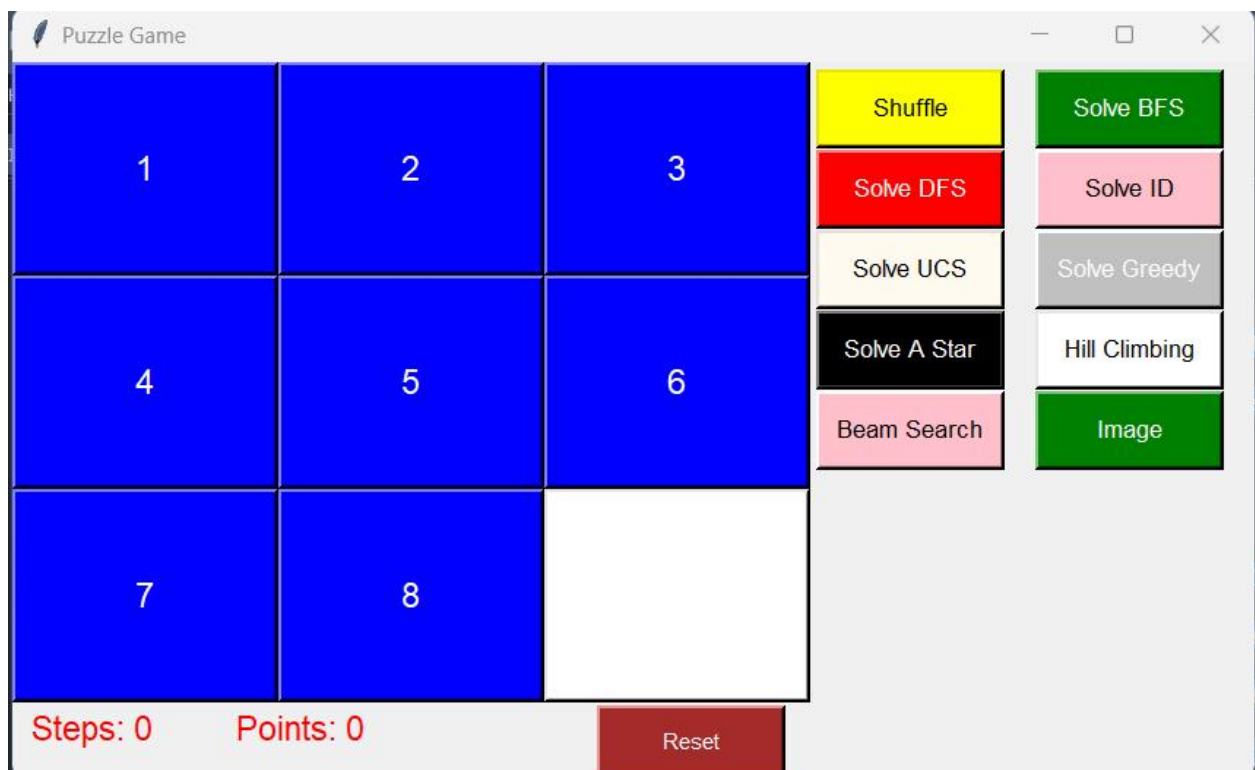 Puzzle Game
1 2 3
4 5 6
7 8
Shuffle Solve BFS
Solve DFS Solve ID
Solve UCS Solve Greedy
Solve A Star Hill Climbing
Beam Search Image
Steps: 0 Points: 0 Reset